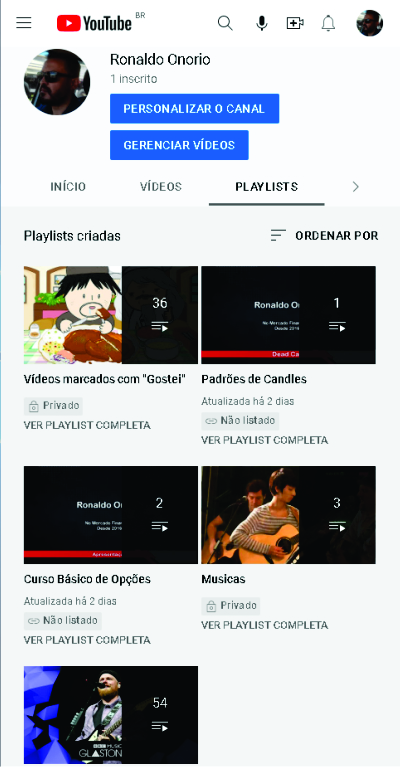 YouTube BR
Ronaldo Onorio
1 inscrito
PERSONALIZAR O CANAL
GERENCIAR VÍDEOS
INÍCIO VÍDEOS PLAYLISTS
Playlists criadas ORDENAR POR
36
Ronaldo On
No Mercado Finan
Desde 2016
Dead Ca
1
Vídeos marcados com "Gostei"
Privado
VER PLAYLIST COMPLETA
Padrões de Candles
Atualizada há 2 dias
Não listado
VER PLAYLIST COMPLETA
Ronaldo On
No Mercado Finan
Desde 2016
Apresentaç
2
3
Curso Básico de Opções
Atualizada há 2 dias
Não listado
VER PLAYLIST COMPLETA
Musicas
Privado
VER PLAYLIST COMPLETA
BBC MUSIC
GLASTON
54